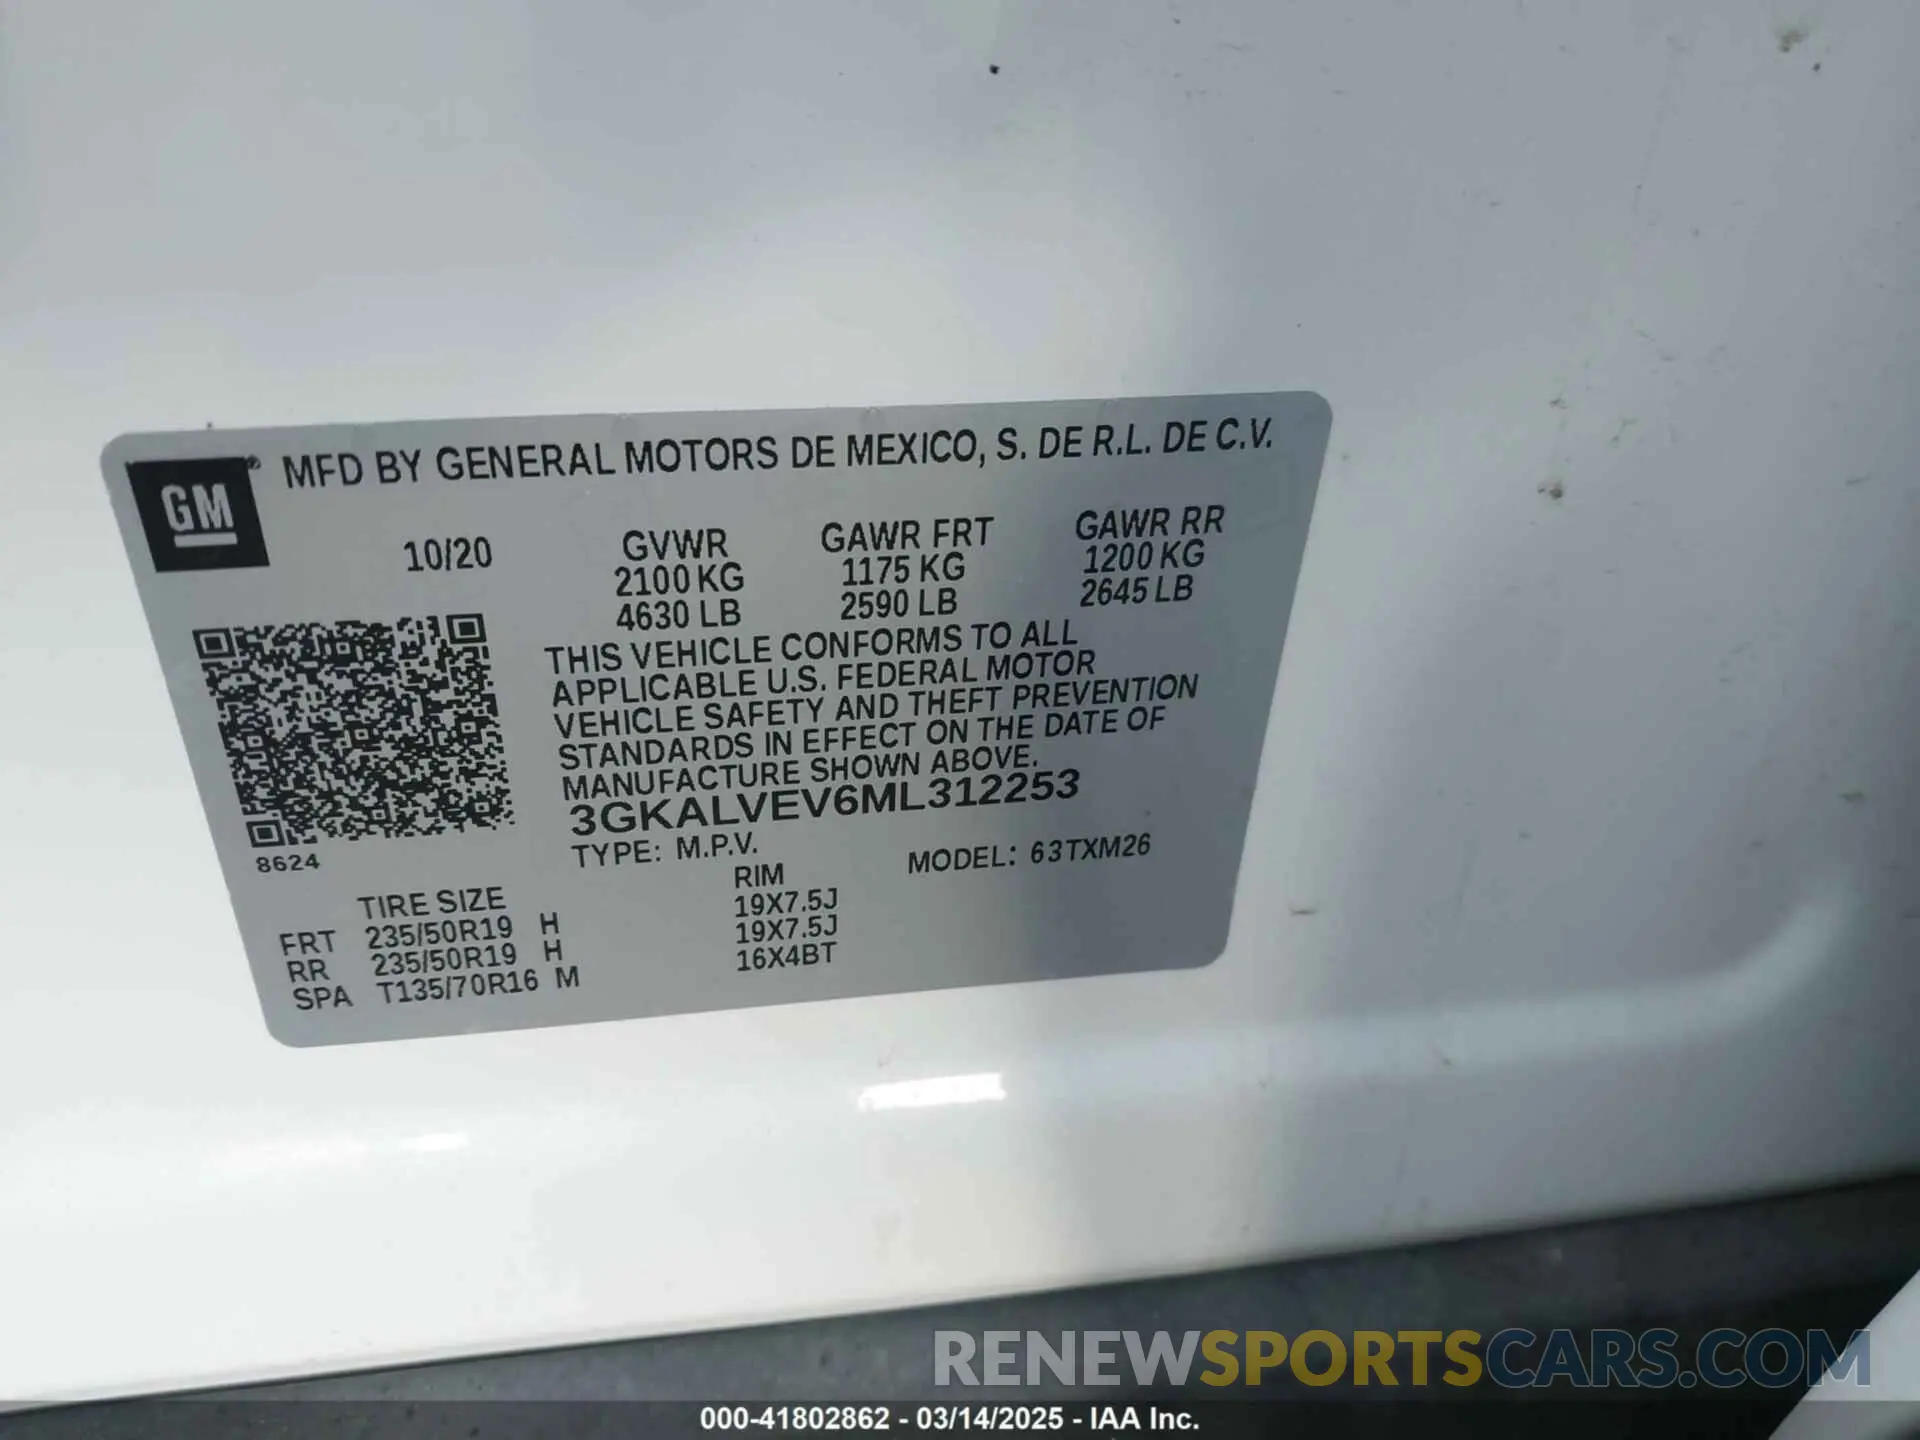 MFD BY GENERAL MOTORS DE MEXICO, S. DE R.L. DE C.V.
GM
10/20 GVWR GAWR FRT GAWR RR
2100 KG 1175 KG 1200 KG
4630 LB 2590 LB 2645 LB
THIS VEHICLE CONFORMS TO ALL
APPLICABLE U.S. FEDERAL MOTOR
VEHICLE SAFETY AND THEFT PREVENTION
STANDARDS IN EFFECT ON THE DATE OF
MANUFACTURE SHOWN ABOVE.
3GKALVEV6ML312253
8624
TYPE: M.P.V. MODEL: 63TXM26
TIRE SIZE RIM
FRT 235/50R19 H 19X7.5J
RR 235/50R19 H 19X7.5J
SPA T135/70R16 M 16X4BT
RENEWSPORTSCARS.COM
000-41802862 - 03/14/2025 - IAA Inc.